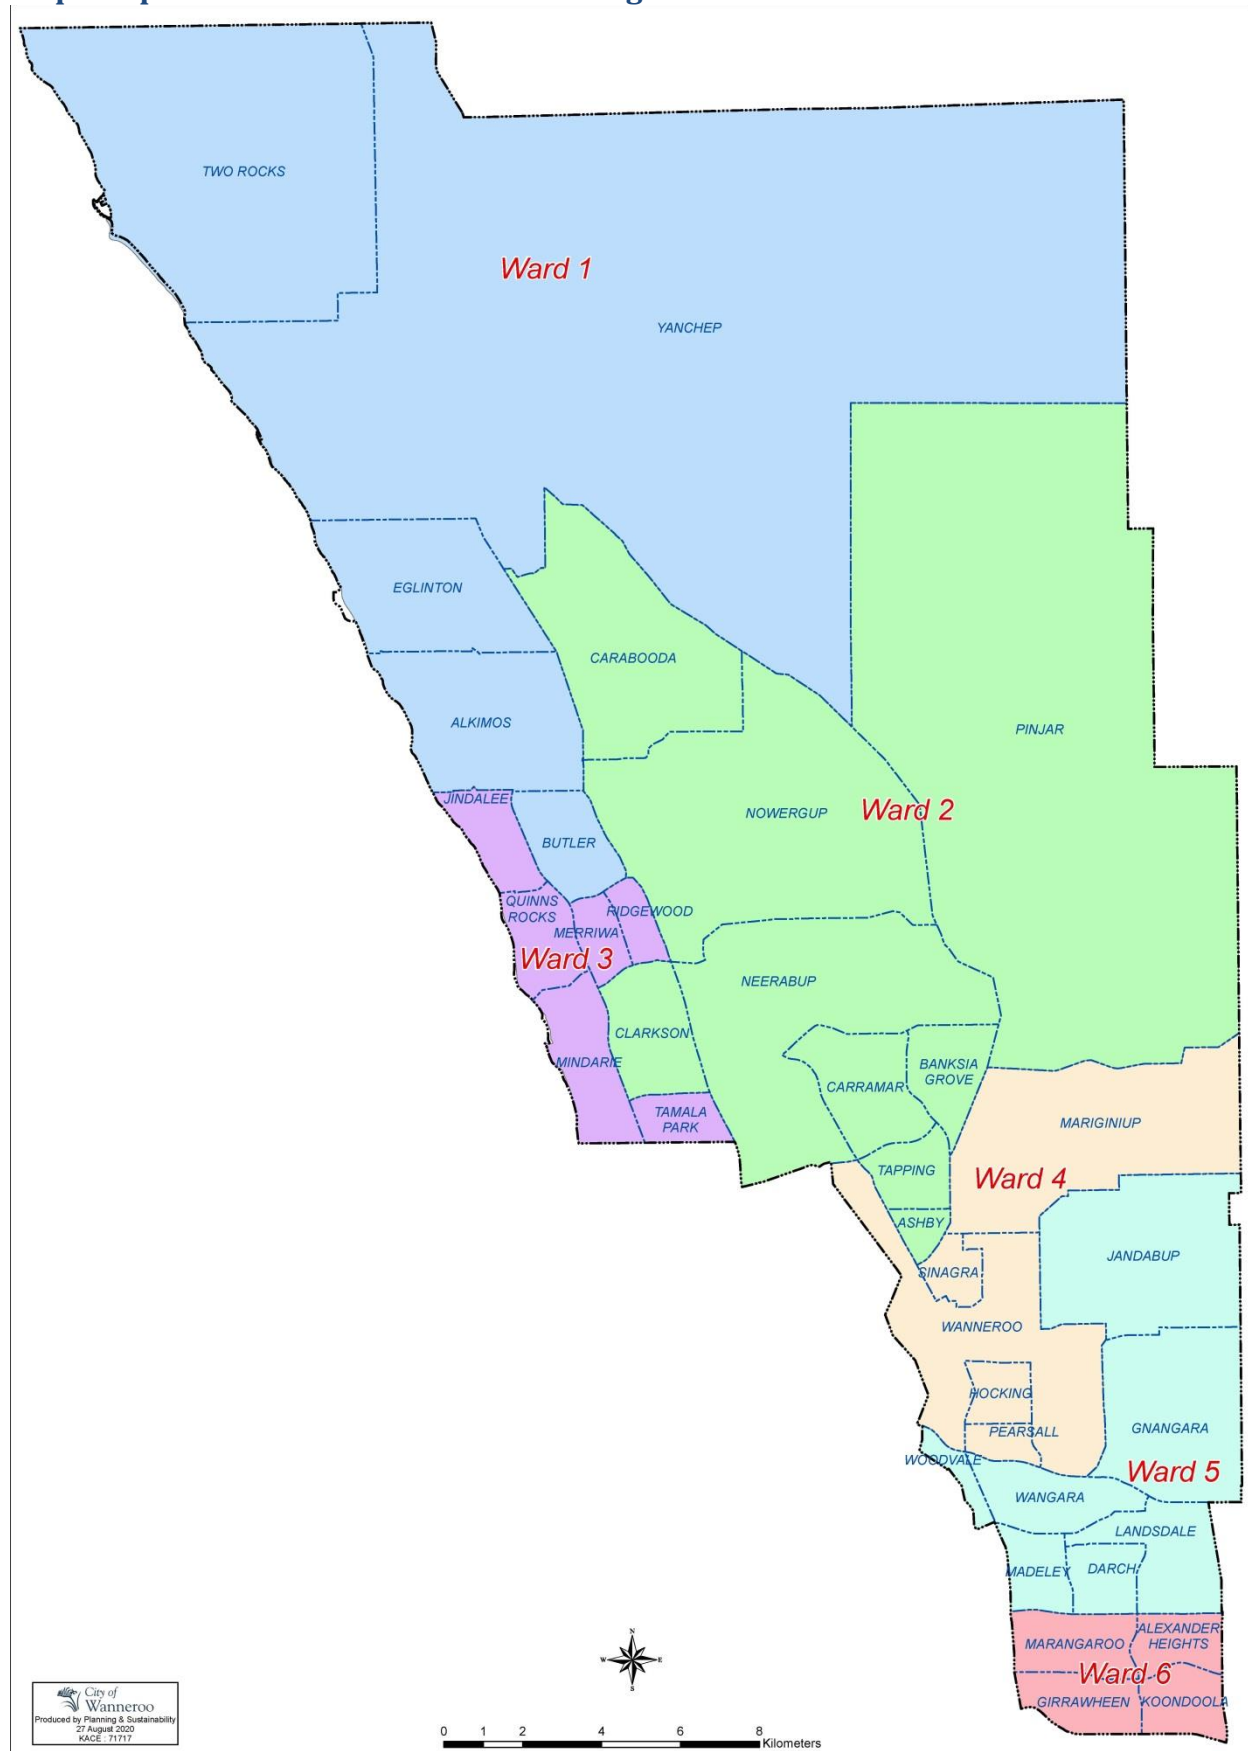 TWO ROCKS
Ward 1
YANCHEP
EGLINTON
CARABOODA
ALKIMOS
PINJAR
JINDALEE
NOWERGUP
Ward 2
BUTLER
QUINNS
ROCKS
RIDGEWOOD
MERRIWA
Ward 3
NEERABUP
CLARKSON
MINDARIE
BANKSIA
GROVE
CARRAMAR
TAMALA
PARK
MARIGINIUP
TAPPING
Ward 4
ASHBY
JANDABUP
SINAGRA
WANNEROO
HOCKING
PEARSALL
GNANGARA
WOODVALE
Ward 5
WANGARA
LANDSDALE
MADELEY
DARCH
MARANGAROO
ALEXANDER
HEIGHTS
Ward 6
GIRRAWHEEN
KOONDOOLA
N
W
E
S
City of
Wanneroo
Produced by Planning & Sustainability
27 August 2020
KACE : 71717
0 1 2 4 6 8
Kilometers